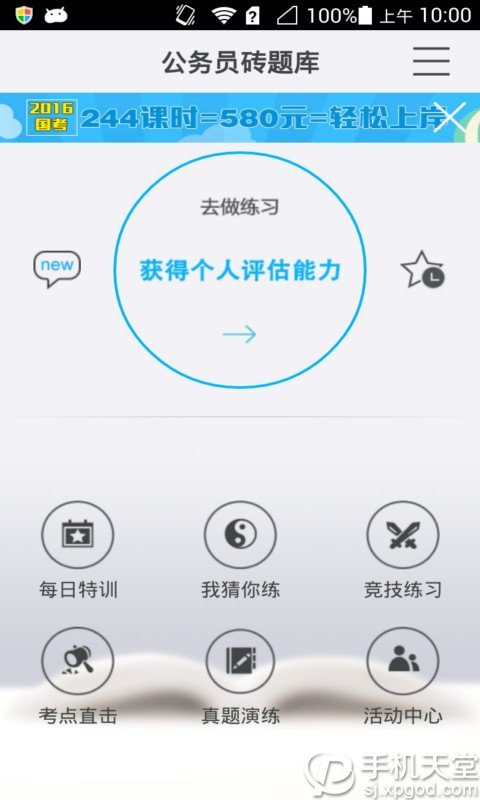 100% 上午 10:00
公务员砖题库
2016
国考
244课时=580元=轻松上岸
去做练习
new
获得个人评估能力
每日特训 我猜你练 竞技练习
考点直击 真题演练 活动中心
手机天堂
sj.xpgod.com